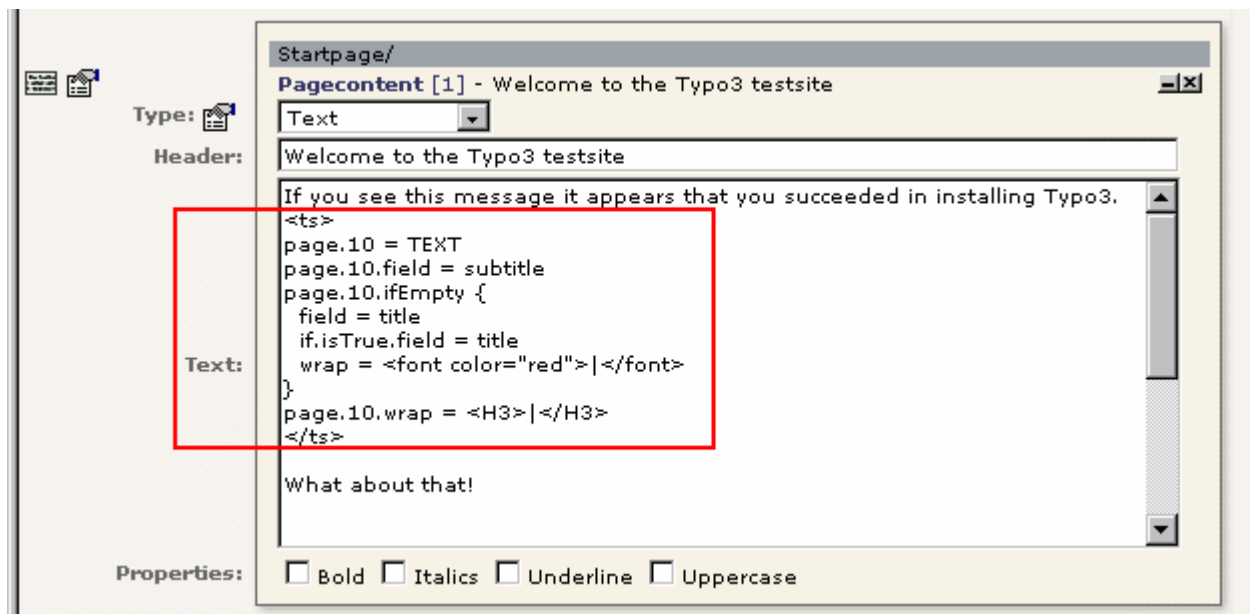 Startpage/
Pagecontent [1] - Welcome to the Typo3 testsite
Type: Text
Header: Welcome to the Typo3 testsite
If you see this message it appears that you succeeded in installing Typo3.
<ts>
page.10 = TEXT
page.10.field = subtitle
page.10.ifEmpty {
  field = title
  if.isTrue.field = title
Text:   wrap = <font color="red">|</font>
}
page.10.wrap = <H3>|</H3>
</ts>
What about that!
Properties: Bold Italics Underline Uppercase